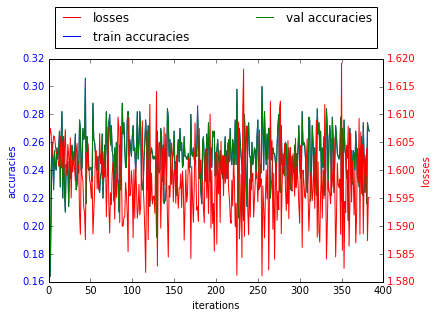 losses
val accuracies
train accuracies
0.32
1.620
0.30
1.615
0.28
1.610
0.26
1.605
0.24
1.600
0.22
1.595
0.20
1.590
0.18
1.585
0.16
1.580
accuracies
losses
0 50 100 150 200 250 300 350 400
iterations